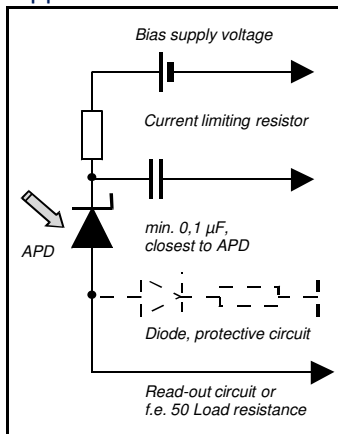 Bias supply voltage
Current limiting resistor
min. 0,1 µF,
closest to APD
APD
Diode, protective circuit
Read-out circuit or
f.e. 50 Load resistance